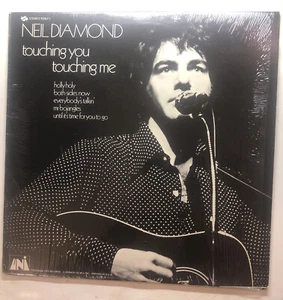 STEREO
NEIL DIAMOND
touching you
touching me
holly holy
both sides now
everybody's talkin'
mr bojangles
until it's time for you to go
UNI